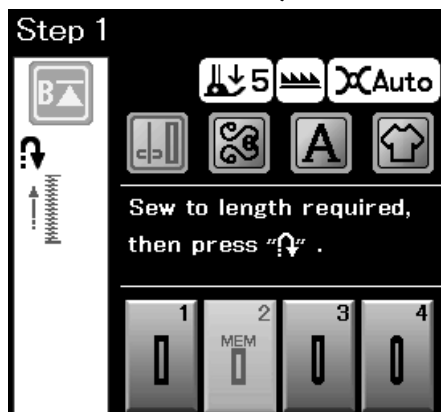 Step 1
B
5 Auto
A
Sew to length required,
then press “ ” .
1 2 3 4
MEM